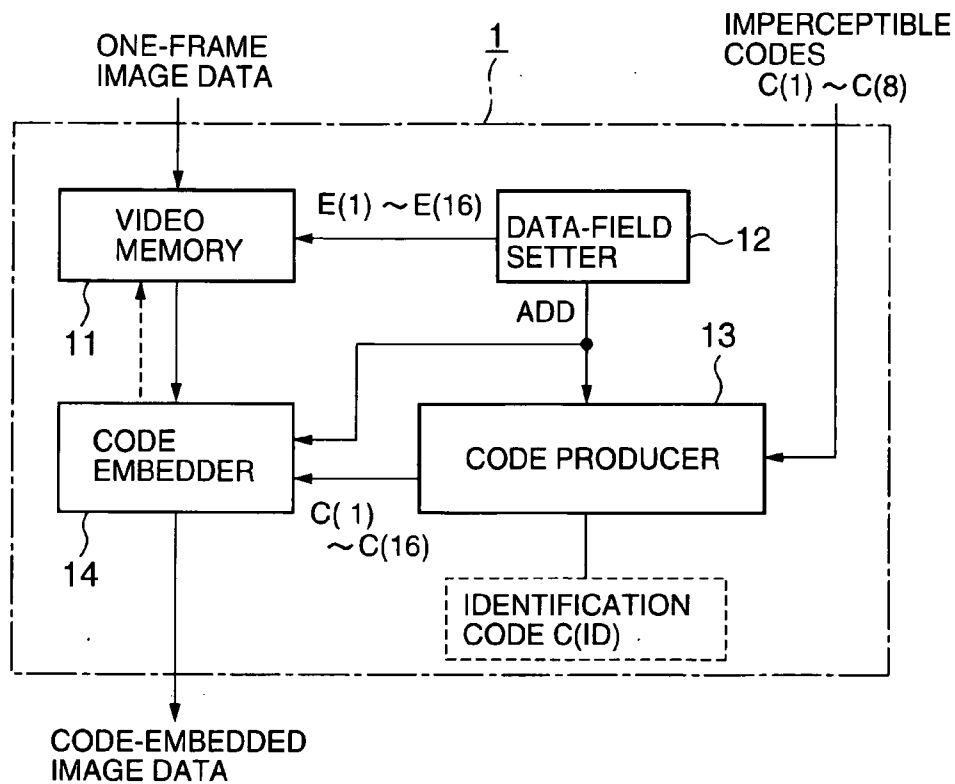 1
IMPERCEPTIBLE
CODES
C(1) ~C(8)
ONE-FRAME
IMAGE DATA
VIDEO
MEMORY
E(1) ~E(16)
DATA-FIELD
SETTER
12
11
ADD
13
CODE
EMBEDDER
CODE PRODUCER
14
C( 1)
~C(16)
IDENTIFICATION
CODE C(ID)
CODE-EMBEDDED
IMAGE DATA